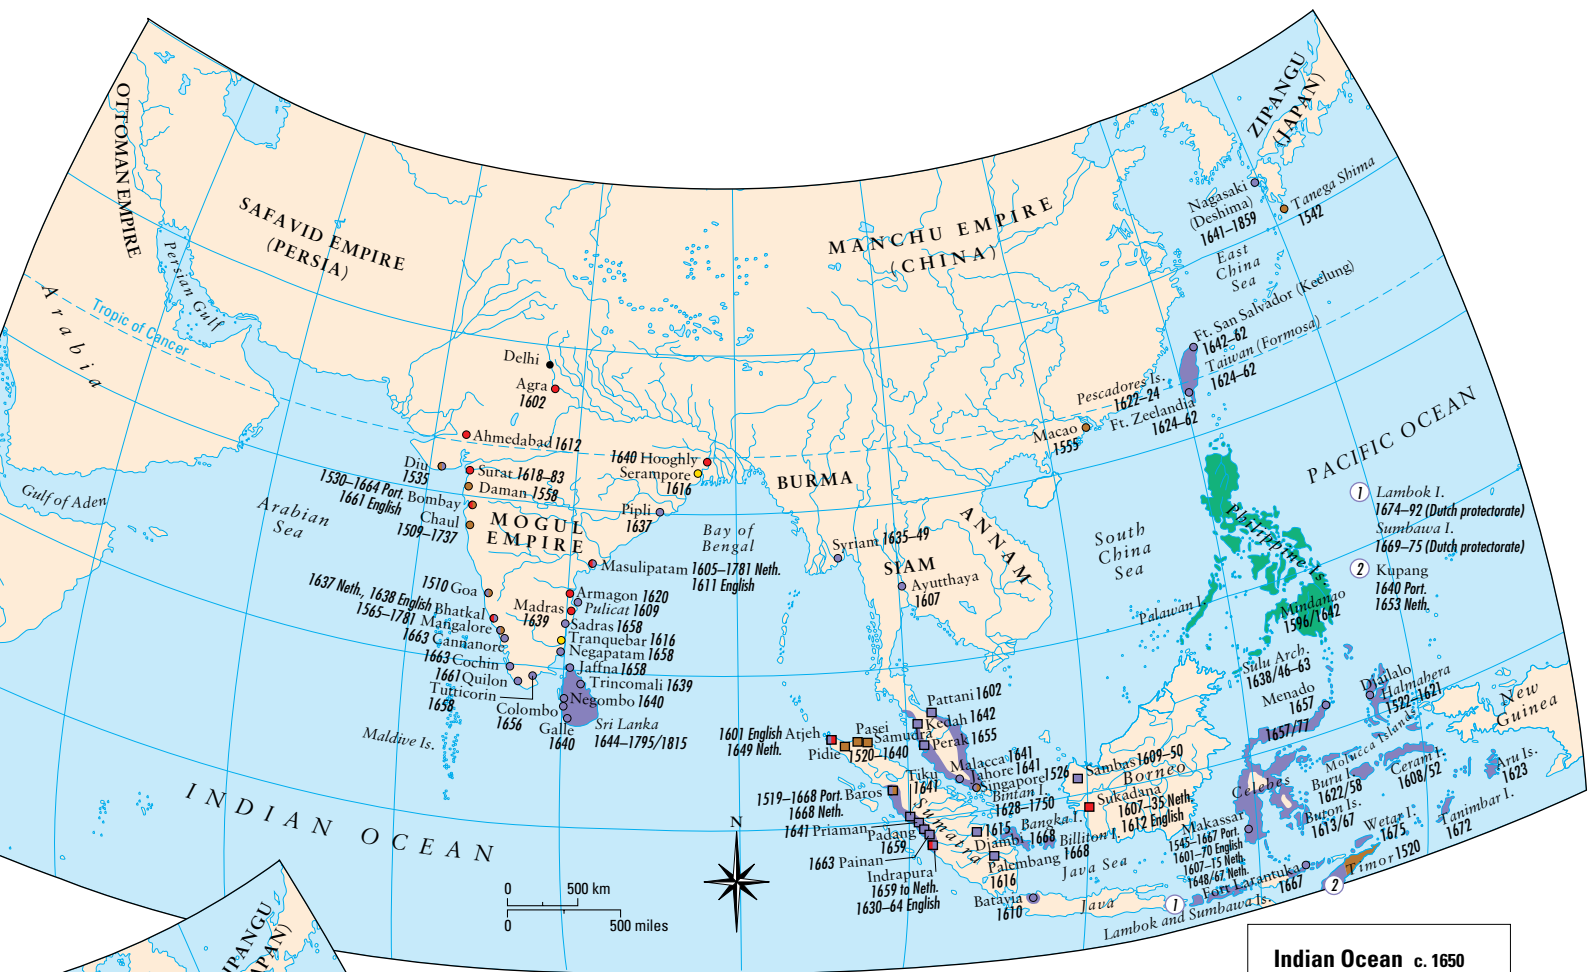 OTTOMAN EMPIRE
SAFAVID EMPIRE
(PERSIA)
Persian Gulf
Arabia
Tropic of Cancer
Gulf of Aden
Arabian
Sea
MANCHU EMPIRE
(CHINA)
ZIPANGU
(JAPAN)
Nagasaki
(Deshima)
1641–1859
Tanega Shima
1542
East
China
Sea
Ft. San Salvador (Keelung)
1642–62
Taiwan (Formosa)
1624–62
Pescadores Is.
1622–24
Ft. Zeelandia
1624–62
Macao
1555
PACIFIC OCEAN
Delhi
Agra
1602
Ahmedabad 1612
Diu
1535
Surat 1618–83
Daman 1558
1530–1664 Port. Bombay
1661 English
Chaul
1509–1737
MOGUL
EMPIRE
1640 Hooghly
Serampore
1616
Pipli
1637
Bay of
Bengal
Masulipatam 1605–1781 Neth.
1611 English
1510 Goa
1637 Neth., 1638 English Bhatkal
1565–1781 Mangalore
1663 Cannanore
1663 Cochin
1661 Quilon
Tutticorin
1658
Armagon 1620
Madras
1639
Pulicat 1609
Sadras 1658
Tranquebar 1616
Negapatam 1658
Jaffna 1658
Trincomali 1639
Negombo 1640
Colombo
1656
Galle
1640
Sri Lanka
1644–1795/1815
Maldive Is.
INDIAN OCEAN
BURMA
Syriam 1635–49
SIAM
Ayutthaya
1607
ANNAM
South
China
Sea
Philippine Is.
Palawan I.
Mindanao
1596/1642
Sulu Arch.
1638/46–63
Menado
1657
1657/77
Djailalo
Halmahera
1522–1621
Molucca Islands
New
Guinea
Pattani 1602
Kedah 1642
Perak 1655
1601 English Atjeh
1649 Neth.
Pidie
Pasei
Samudra
1520–1640
Malacca 1641
Jahore 1641
Singapore 1526
Bintan I.
1628–1750
Tiku
1641
1519–1668 Port. Baros
1668 Neth.
1641 Priaman
Padang
1659
1663 Painan
Indrapura
1659 to Neth.
1630–64 English
Sumatra
1615
Djambi
Bangka I.
1668
Billiton I.
1668
Palembang
1616
Batavia
1610
Java Sea
Java
Sambas 1609–50
Borneo
Sukadana
1607–35 Neth.
1612 English
Celebes
Makassar
1545–1667 Port.
1601–70 English
1607–15 Neth.
1648/67 Neth.
Buru I.
1622/58
Ceram I.
1608/52
Buton Is.
1613/67
Aru Is.
1623
Tanimbar I.
1672
Wetar I.
1675
Timor 1520
Fort Larantuka
1667
Lambok and Sumbawa Is.
1
2
1 Lambok I.
1674–92 (Dutch protectorate)
Sumbawa I.
1669–75 (Dutch protectorate)
2 Kupang
1640 Port.
1653 Neth.
N
0 500 km
0 500 miles
Indian Ocean c. 1650